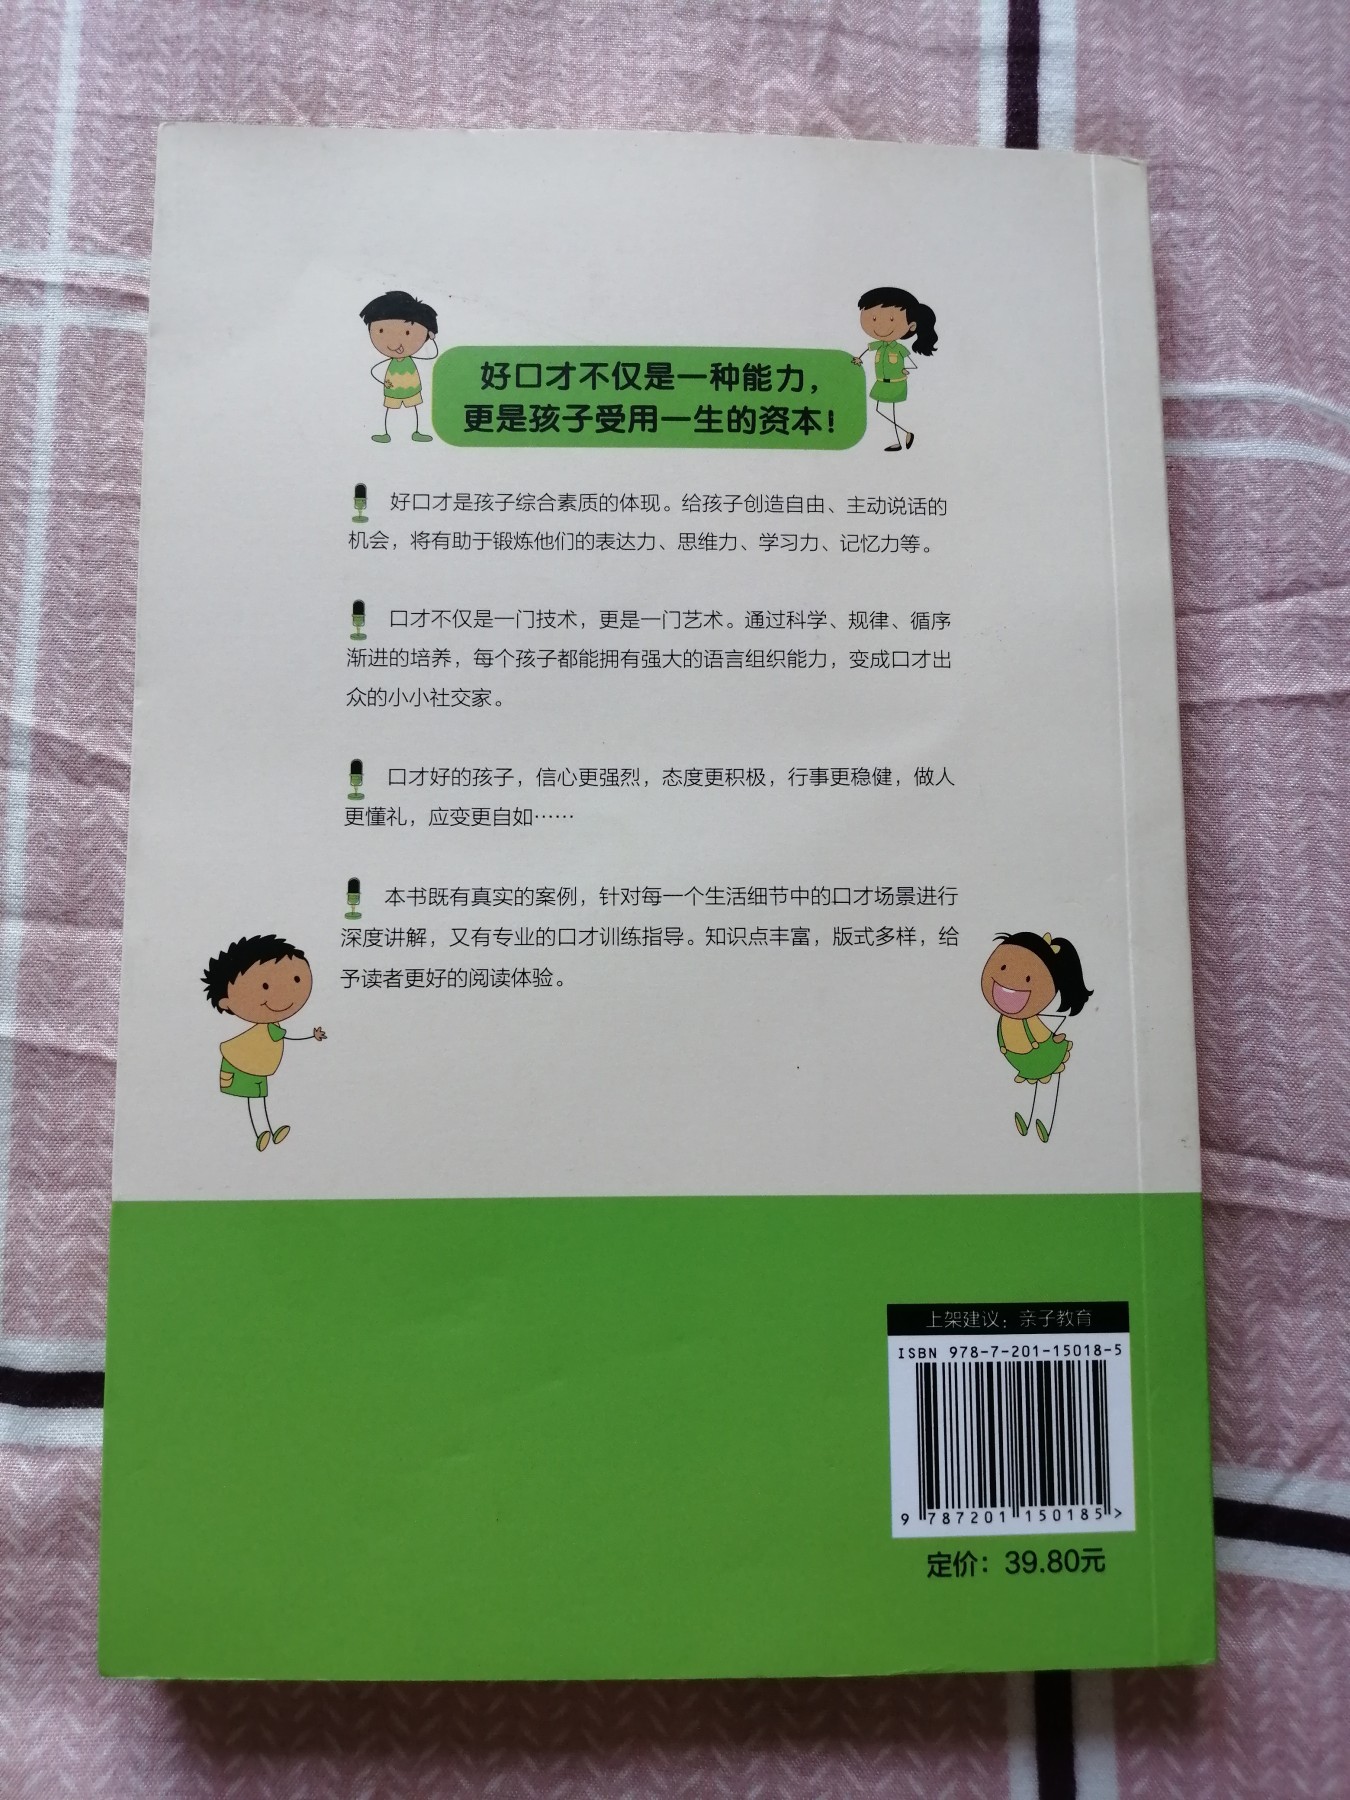 好口才不仅是一种能力，
更是孩子受用一生的资本！
好口才是孩子综合素质的体现。给孩子创造自由、主动说话的
机会，将有助于锻炼他们的表达力、思维力、学习力、记忆力等。
口才不仅是一门技术，更是一门艺术。通过科学、规律、循序
渐进的培养，每个孩子都能拥有强大的语言组织能力，变成口才出
众的小小社交家。
口才好的孩子，信心更强烈，态度更积极，行事更稳健，做人
更懂礼，应变更自如……
本书既有真实的案例，针对每一个生活细节中的口才场景进行
深度讲解，又有专业的口才训练指导。知识点丰富，版式多样，给
予读者更好的阅读体验。
上架建议：亲子教育
ISBN 978-7-201-15018-5
9 787201 150185 >
定价：39.80元